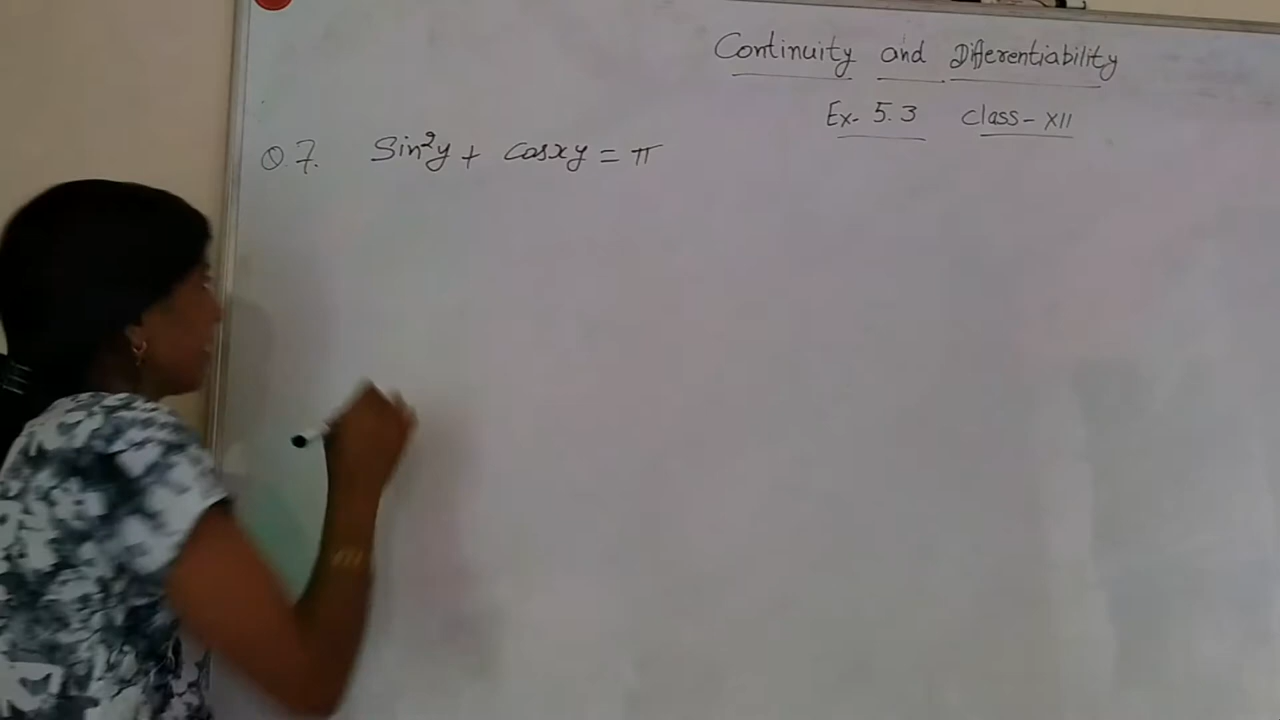 Continuity and Differentiability
Ex- 5.3 Class- XII
Q 7. Sin²y + cosxy = π